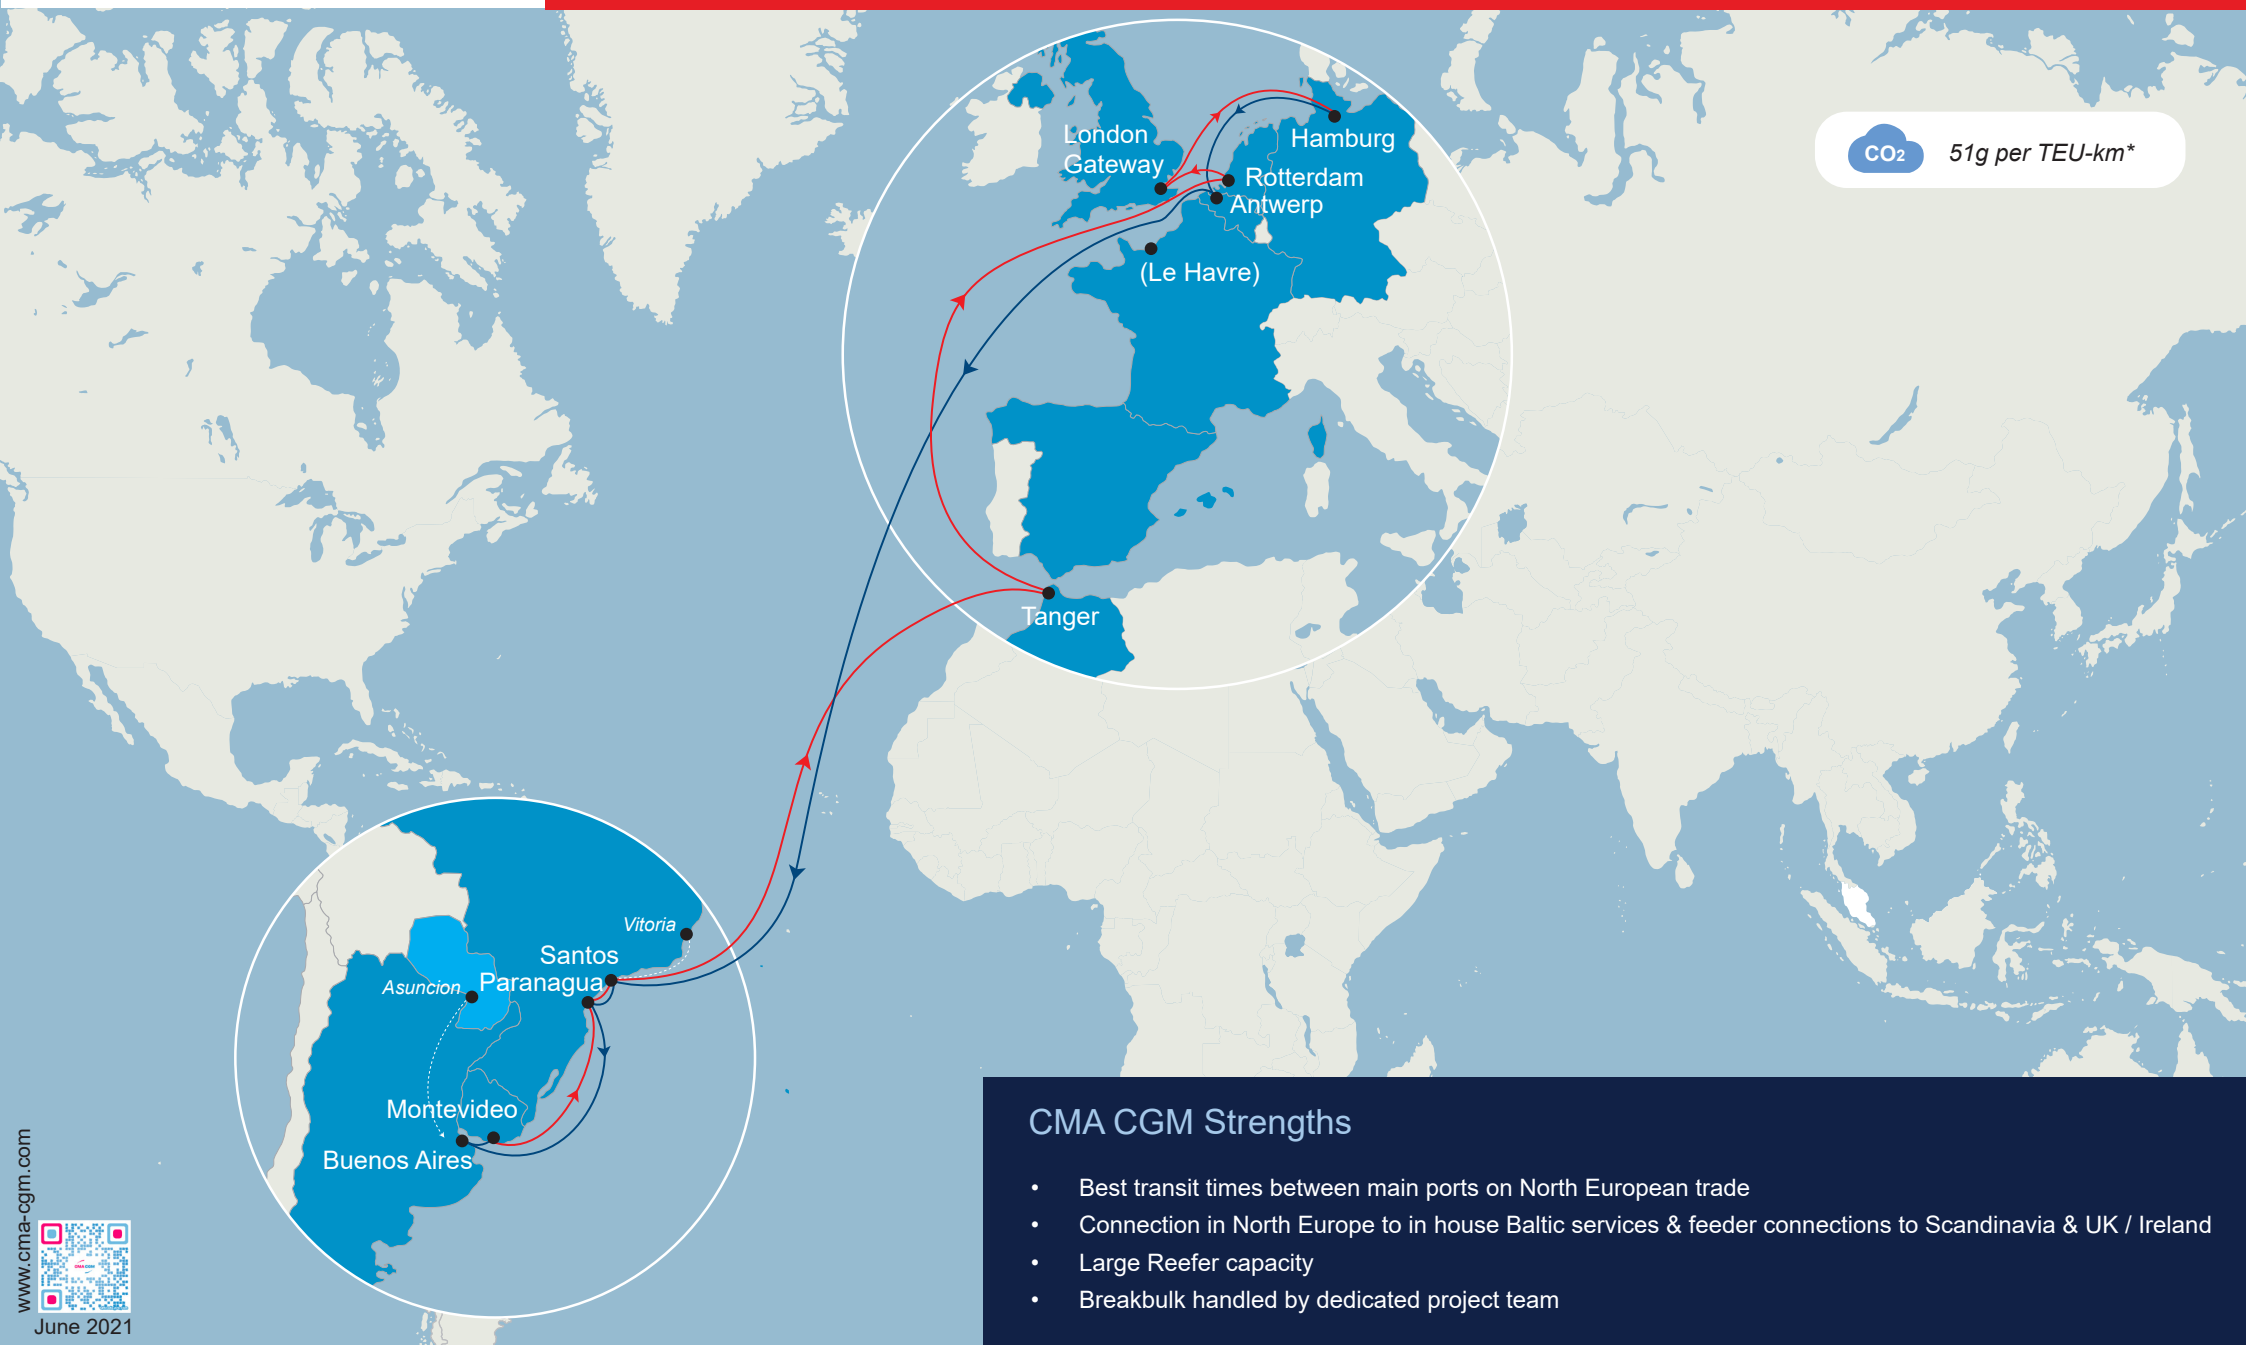 London
Gateway
Hamburg
Rotterdam
Antwerp
(Le Havre)
CO2
51g per TEU-km*
Tanger
Vitoria
Santos
Paranagua
Asuncion
Montevideo
Buenos Aires
www.cma-cgm.com
CMA CGM
June 2021
CMA CGM Strengths
• Best transit times between main ports on North European trade
• Connection in North Europe to in house Baltic services & feeder connections to Scandinavia & UK / Ireland
• Large Reefer capacity
• Breakbulk handled by dedicated project team